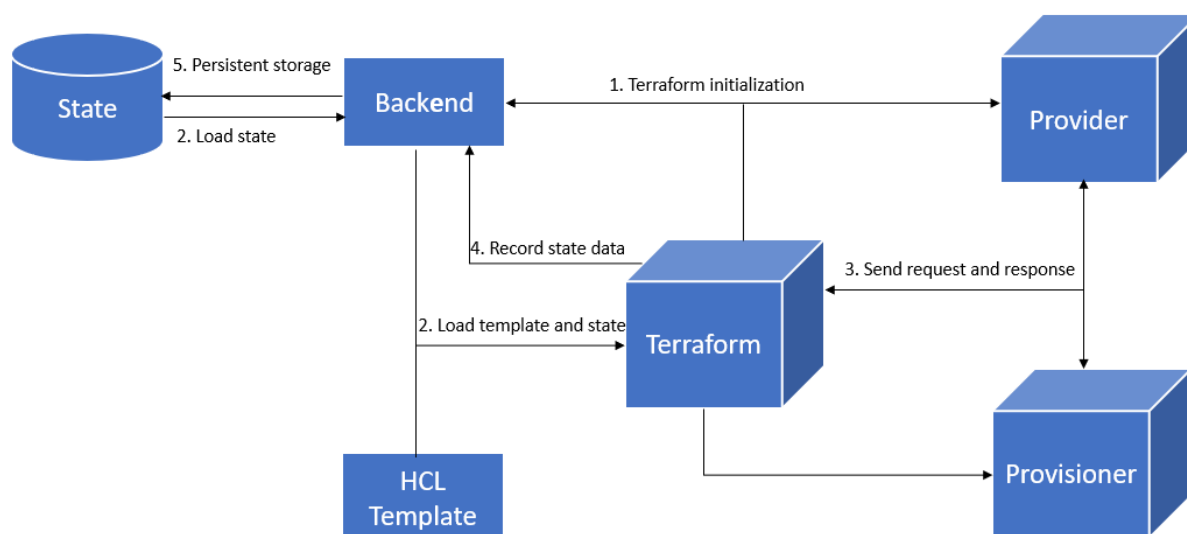 5. Persistent storage
State
2. Load state
Backend
1. Terraform initialization
Provider
4. Record state data
3. Send request and response
2. Load template and state
Terraform
HCL
Template
Provisioner